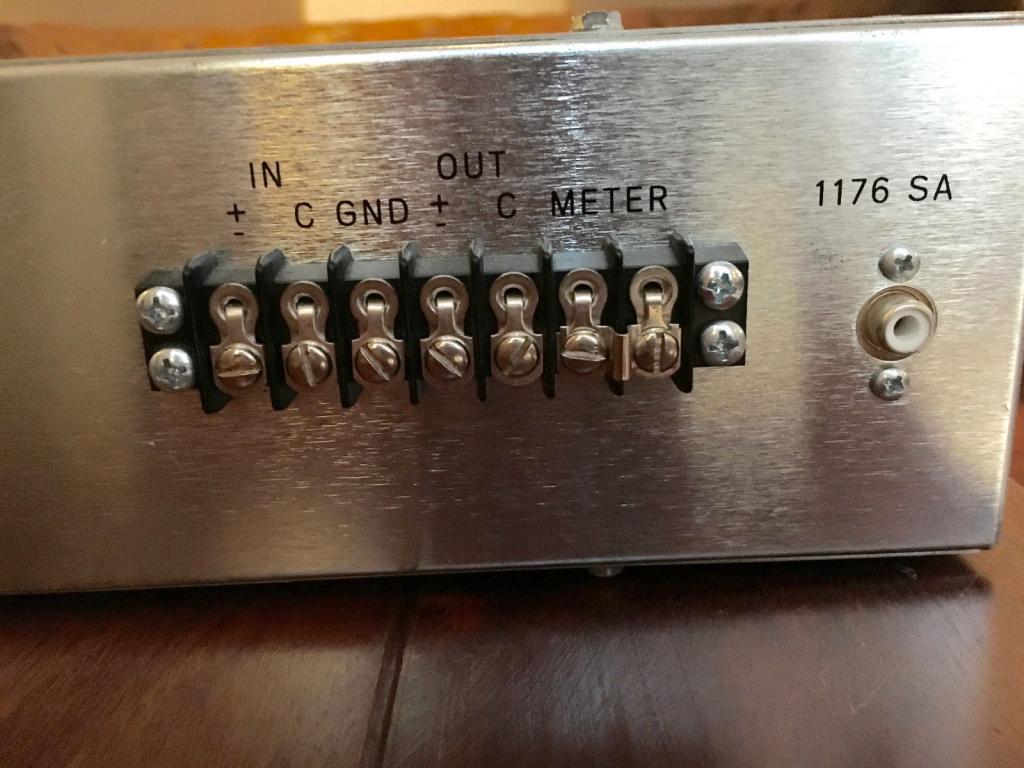 IN OUT
± C GND ± C METER
1176 SA